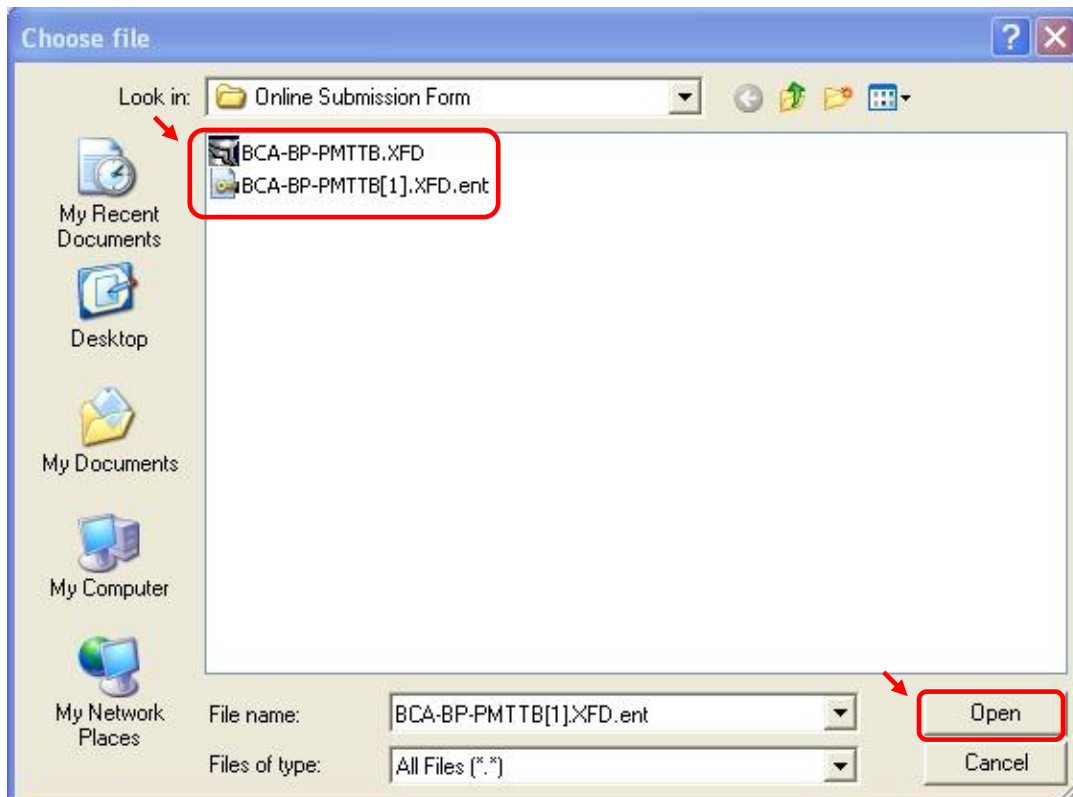 Choose file
Look in: Online Submission Form
BCA-BP-PMTTB.XFD
BCA-BP-PMTTB[1].XFD.ent
My Recent
Documents
Desktop
My Documents
My Computer
My Network
Places
File name: BCA-BP-PMTTB[1].XFD.ent Open
Files of type: All Files (*.*) Cancel